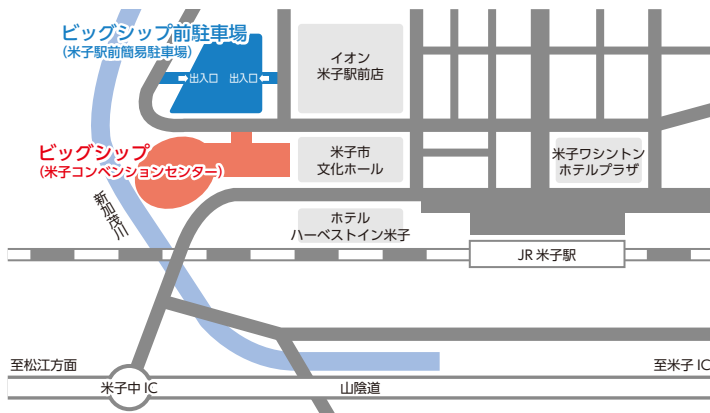 ビッグシップ前駐車場
（米子駅前簡易駐車場）
➡出入口 出入口⬅
イオン
米子駅前店
ビッグシップ
（米子コンベンションセンター）
米子市
文化ホール
米子ワシントン
ホテルプラザ
新加茂川
ホテル
ハーベストイン米子
JR 米子駅
至松江方面
至米子 IC
米子中 IC
山陰道